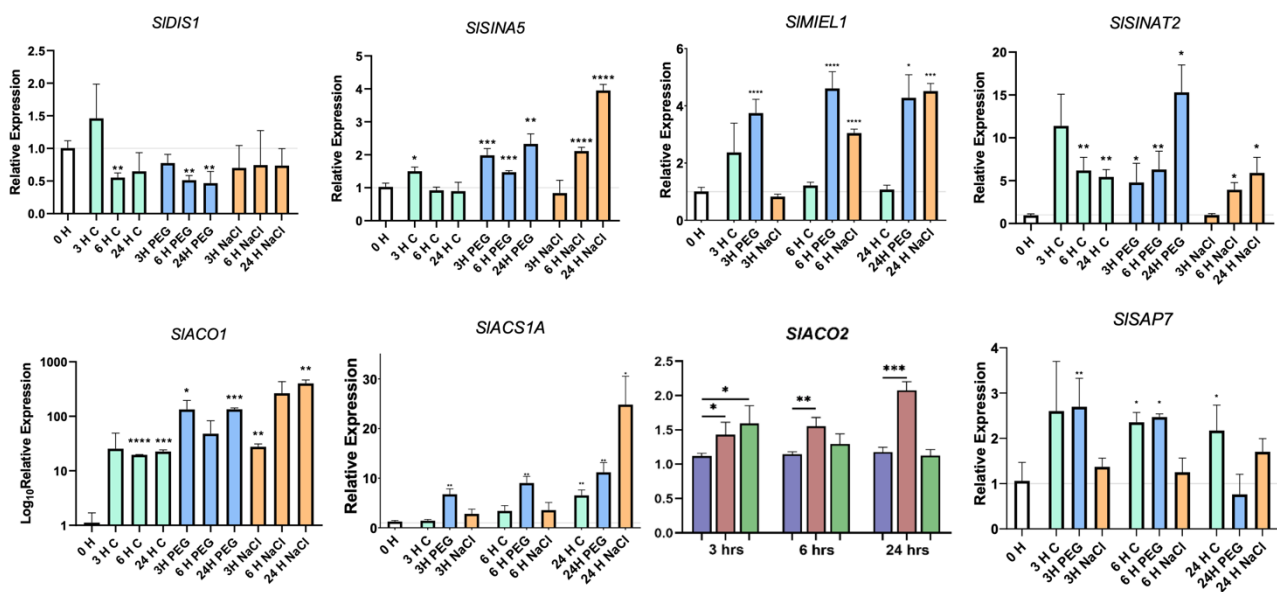 SlDIS1
Relative Expression
2.5
2.0
1.5
1.0
0.5
0.0
** ** **
0 H 3 H C 6 H C 24 H C 3H PEG 6 H PEG 24H PEG 3H NaCl 6 H NaCl 24 H NaCl
SlSINA5
Relative Expression
5
4
3
2
1
0
* *** *** ** **** ****
0 H 3 H C 6 H C 24 H C 3H PEG 6 H PEG 24H PEG 3H NaCl 6 H NaCl 24 H NaCl
SlMIEL1
Relative Expression
6
4
2
0
**** **** **** * ***
0 H 3 H C 3H PEG 3H NaCl 6 H C 6H PEG 6 H NaCl 24 H C 24H PEG 24 H NaCl
SlSINAT2
Relative Expression
20
15
10
5
0
** ** * ** * * *
0 H 3 H C 6 H C 24 H C 3H PEG 6 H PEG 24H PEG 3H NaCl 6 H NaCl 24 H NaCl
SlACO1
Log10Relative Expression
1000
100
10
1
**** *** * *** ** **
0 H 3 H C 6 H C 24 H C 3H PEG 6 H PEG 24H PEG 3H NaCl 6 H NaCl 24 H NaCl
SlACS1A
Relative Expression
30
20
10
0
** ** ** ** *
0 H 3 H C 3H PEG 3H NaCl 6 H C 6H PEG 6 H NaCl 24 H C 24H PEG 24 H NaCl
SlACO2
Relative Expression
2.5
2.0
1.5
1.0
0.5
0.0
* * ** ***
3 hrs 6 hrs 24 hrs
SlSAP7
Relative Expression
4
3
2
1
0
** * * *
0 H 3 H C 3H PEG 3H NaCl 6 H C 6 H PEG 6 H NaCl 24 H C 24H PEG 24 H NaCl